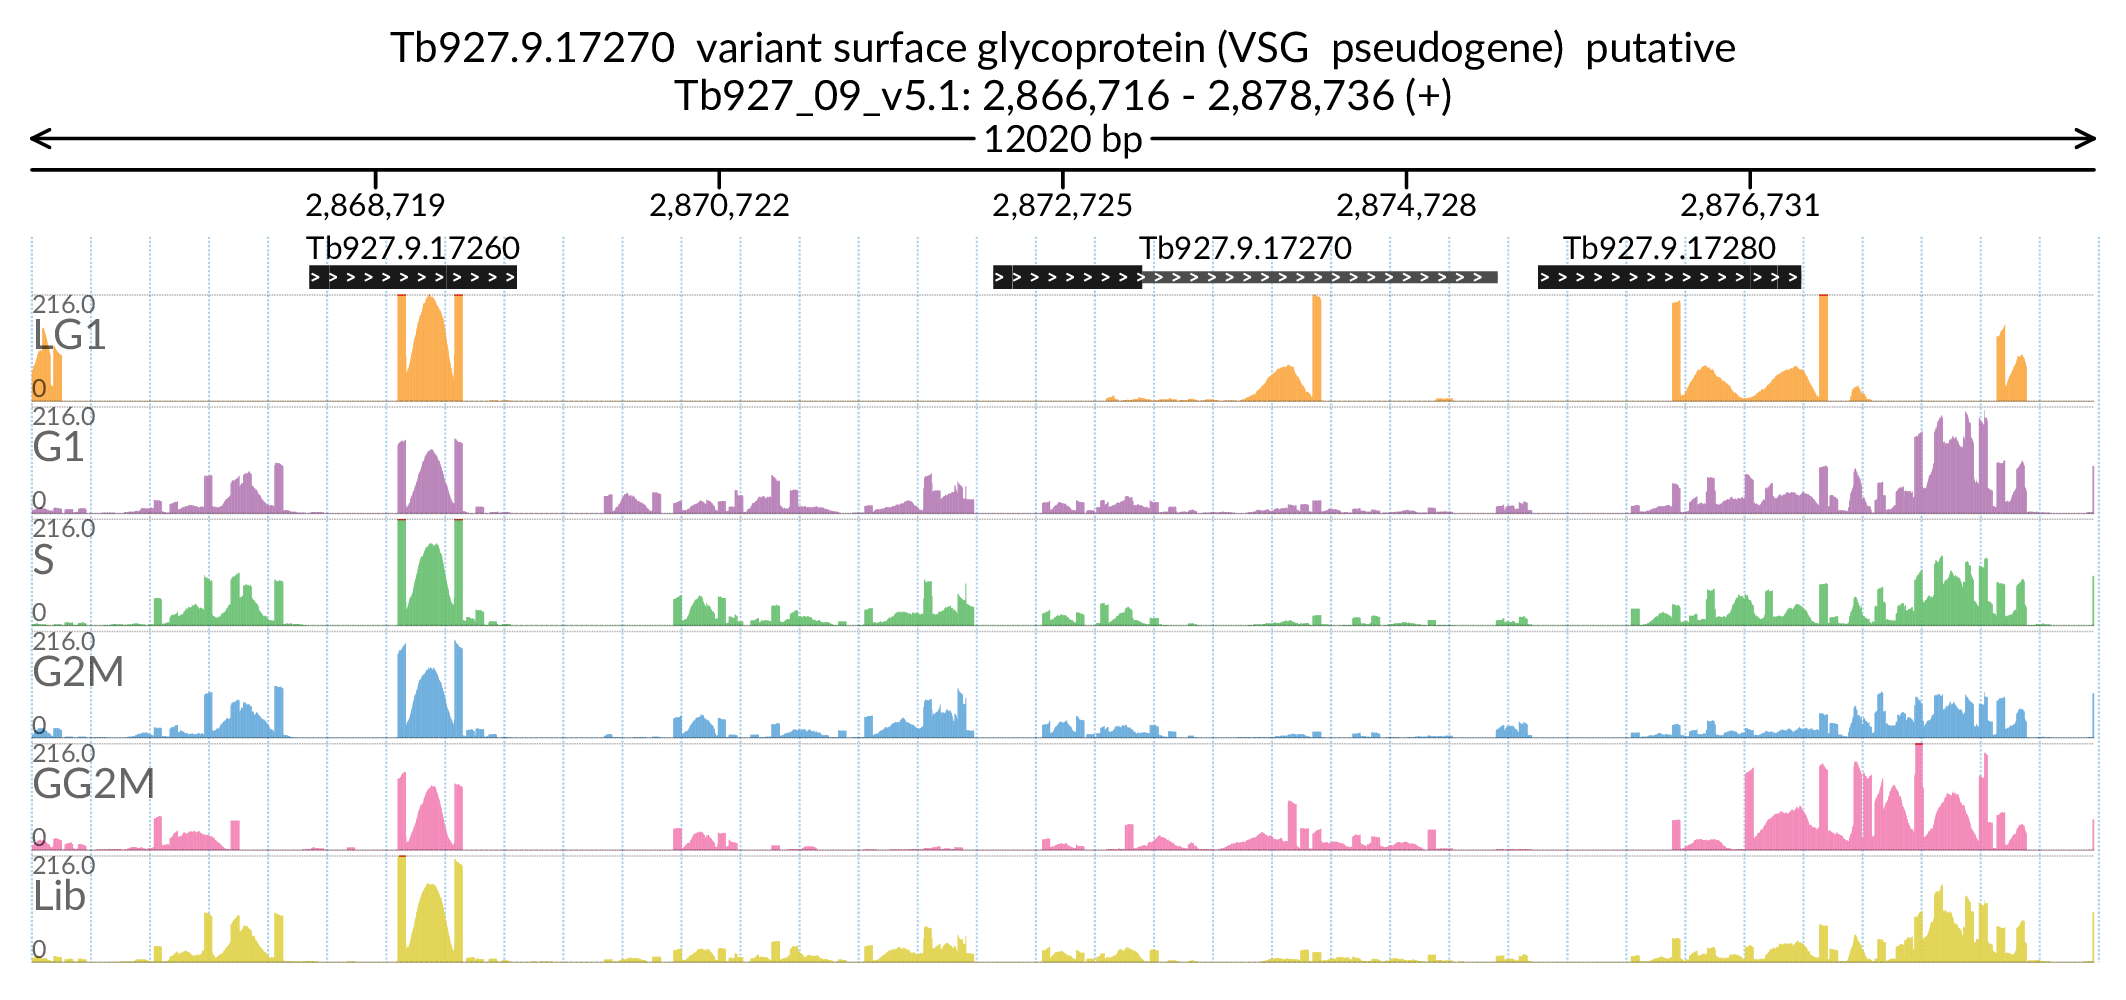 Tb927.9.17270 variant surface glycoprotein (VSG pseudogene) putative
Tb927_09_v5.1: 2,866,716 - 2,878,736 (+)
12020 bp
2,868,719 2,870,722 2,872,725 2,874,728 2,876,731
Tb927.9.17260 Tb927.9.17270 Tb927.9.17280
216.0
LG1
0
216.0
G1
0
216.0
S
0
216.0
G2M
0
216.0
GG2M
0
216.0
Lib
0